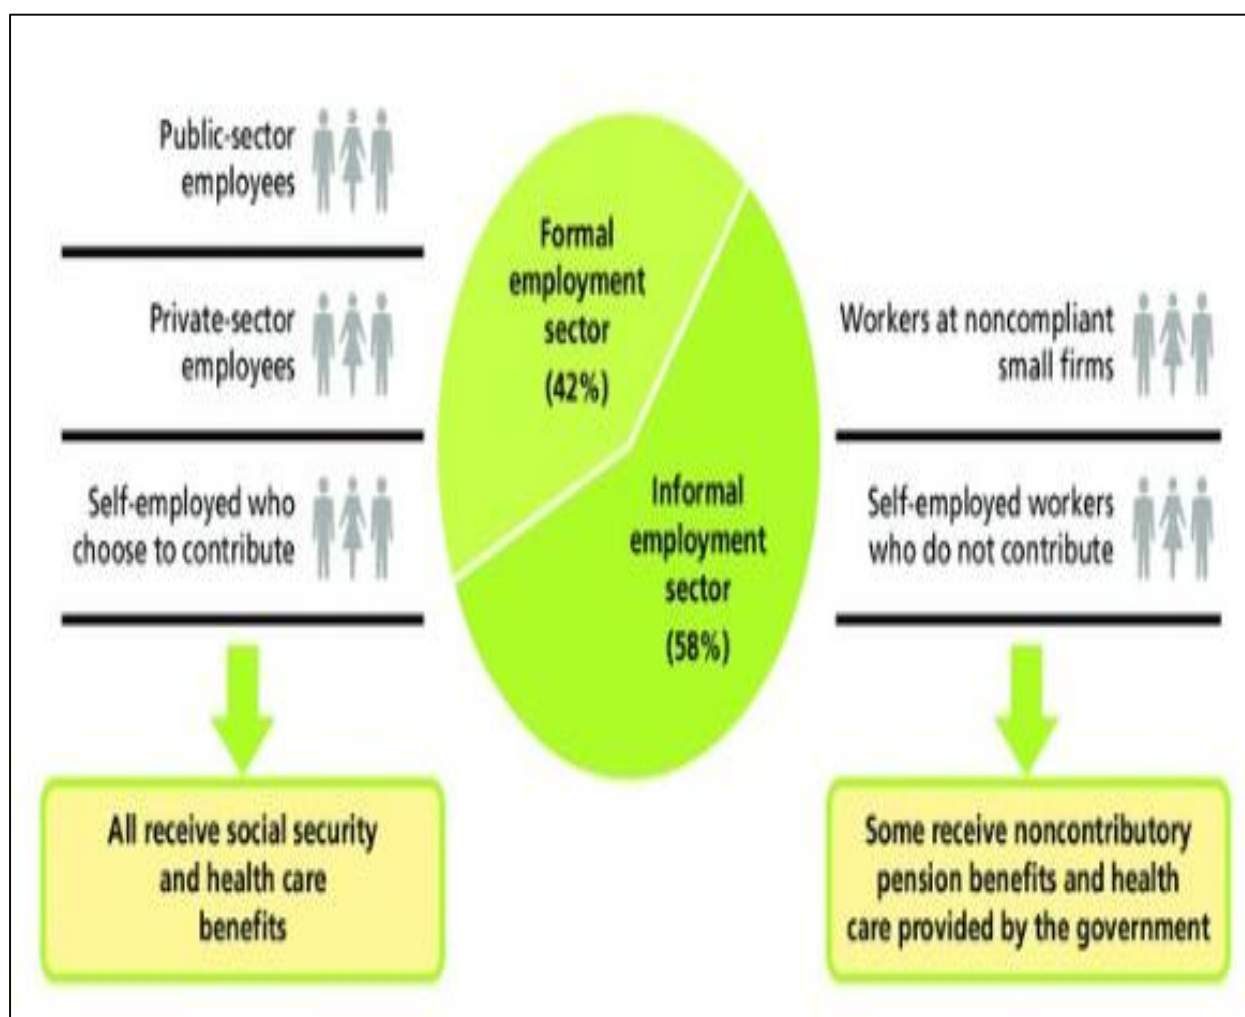 Public-sector
employees
Private-sector
employees
Self-employed who
choose to contribute
All receive social security
and health care
benefits
Formal
employment
sector
(42%)
Informal
employment
sector
(58%)
Workers at noncompliant
small firms
Self-employed workers
who do not contribute
Some receive noncontributory
pension benefits and health
care provided by the government